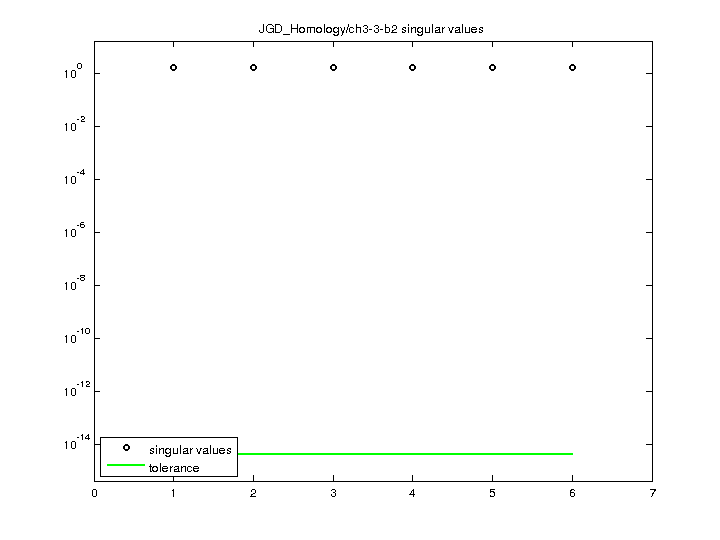 JGD_Homology/ch3-3-b2 singular values
10^0
10^-2
10^-4
10^-6
10^-8
10^-10
10^-12
10^-14
singular values
tolerance
0 1 2 3 4 5 6 7